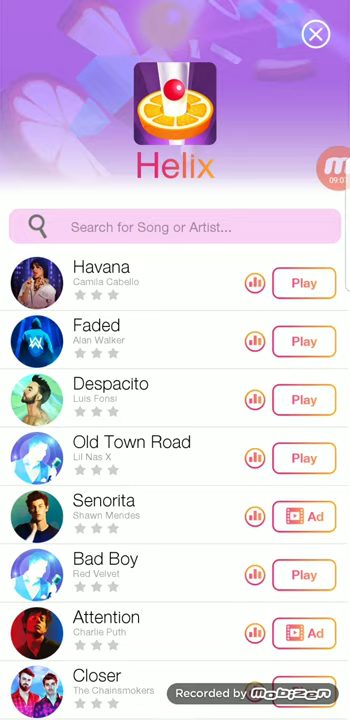 Helix
09:07
Search for Song or Artist...
Havana
Camila Cabello
Play
Faded
Alan Walker
Play
Despacito
Luis Fonsi
Play
Old Town Road
Lil Nas X
Play
Senorita
Shawn Mendes
Ad
Bad Boy
Red Velvet
Play
Attention
Charlie Puth
Ad
Closer
The Chainsmokers
Recorded by mobizen